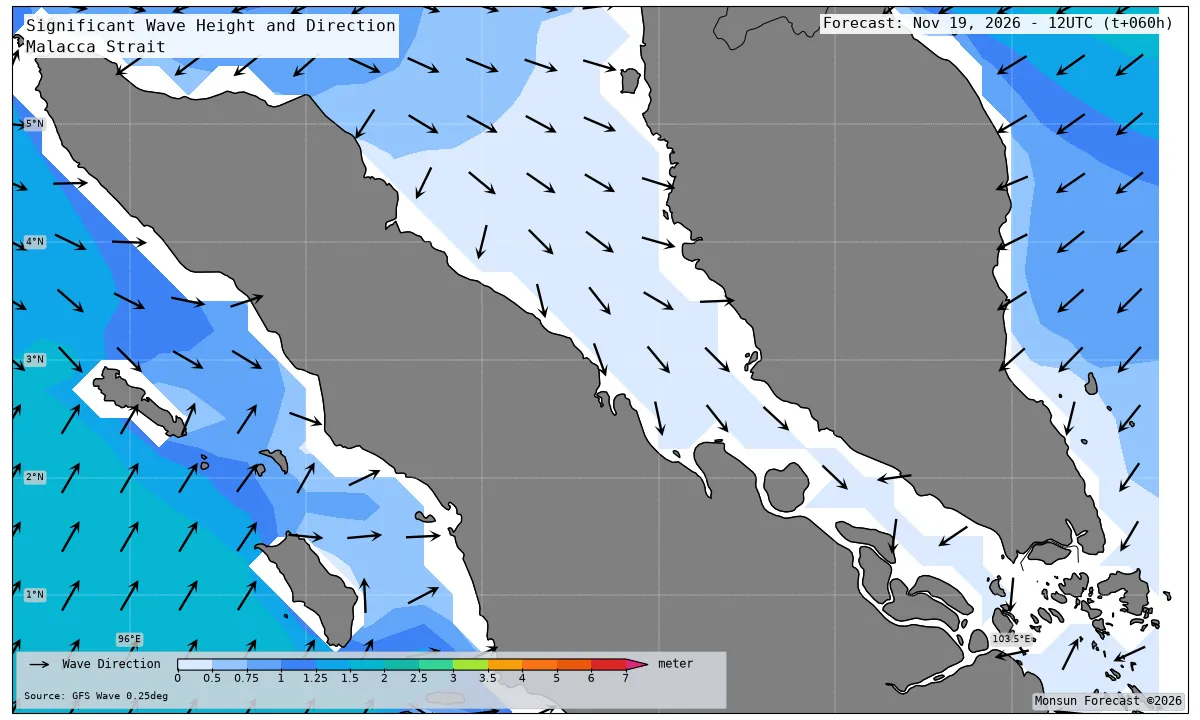 Significant Wave Height and Direction
Malacca Strait
Forecast: Nov 19, 2026 - 12UTC (t+060h)
5°N
4°N
3°N
2°N
1°N
96°E
103.5°E
Wave Direction
meter
0 0.5 0.75 1 1.25 1.5 2 2.5 3 3.5 4 5 6 7
Source: GFS Wave 0.25deg
Monsun Forecast ©2026